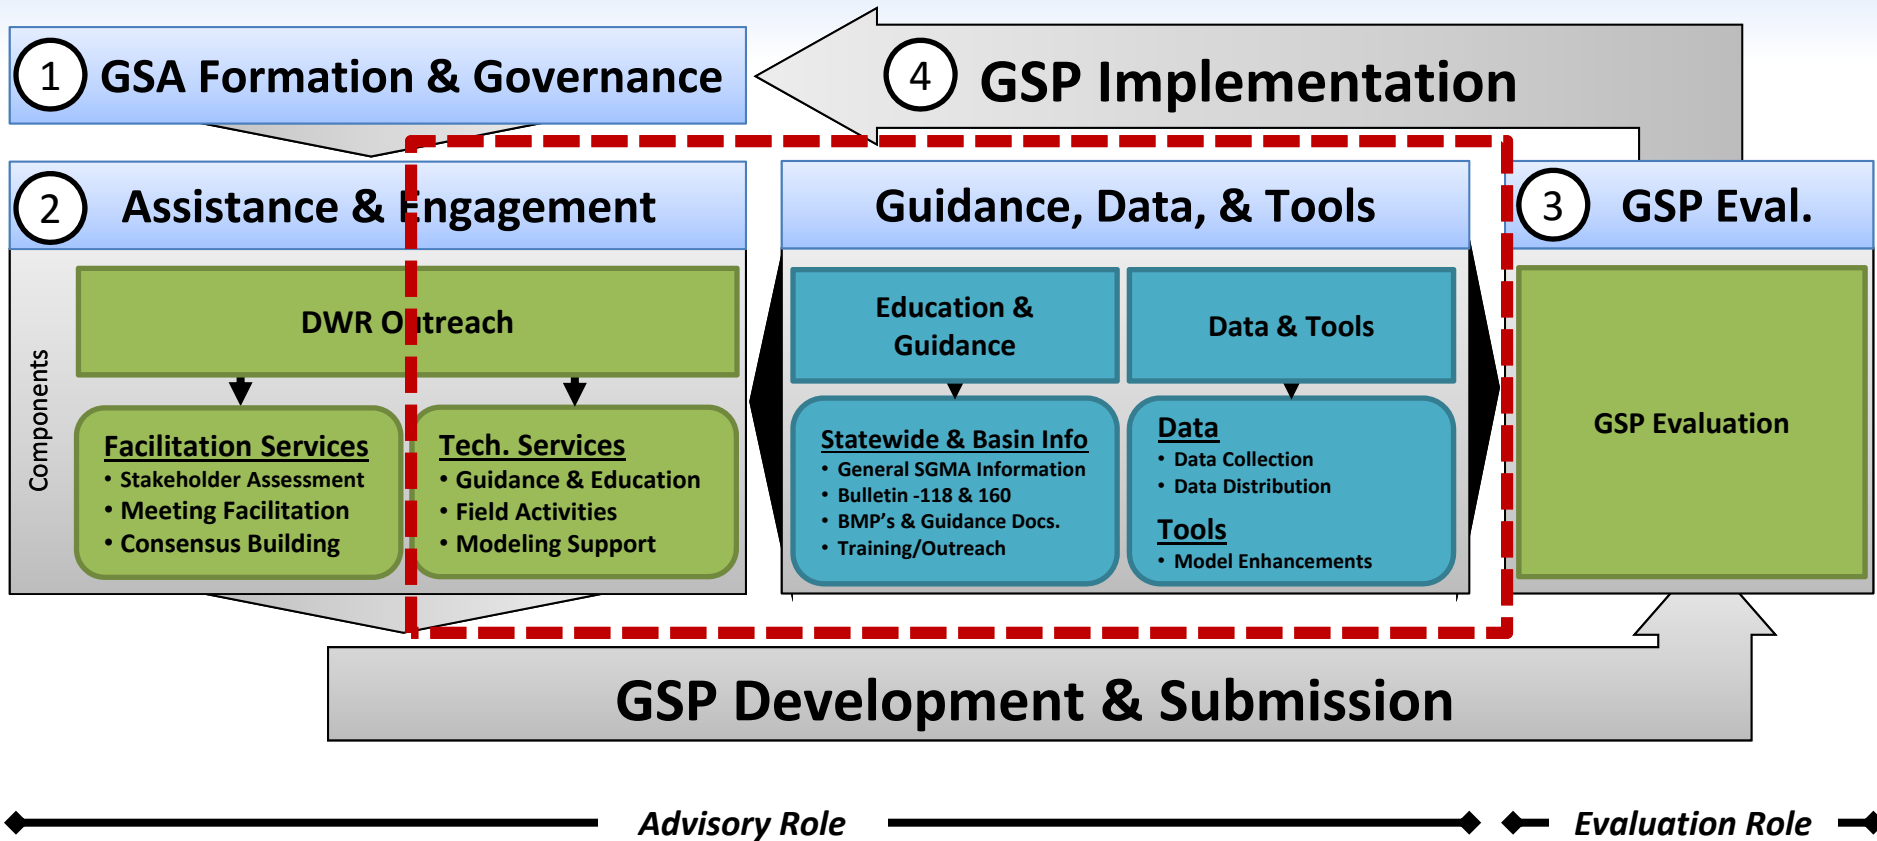 1 GSA Formation & Governance
4 GSP Implementation
2 Assistance & Engagement
Guidance, Data, & Tools
3 GSP Eval.
Components
DWR Outreach
Facilitation Services
• Stakeholder Assessment
• Meeting Facilitation
• Consensus Building
Tech. Services
• Guidance & Education
• Field Activities
• Modeling Support
Education &
Guidance
Statewide & Basin Info
• General SGMA Information
• Bulletin -118 & 160
• BMP's & Guidance Docs.
• Training/Outreach
Data & Tools
Data
• Data Collection
• Data Distribution
Tools
• Model Enhancements
GSP Evaluation
GSP Development & Submission
Advisory Role
Evaluation Role